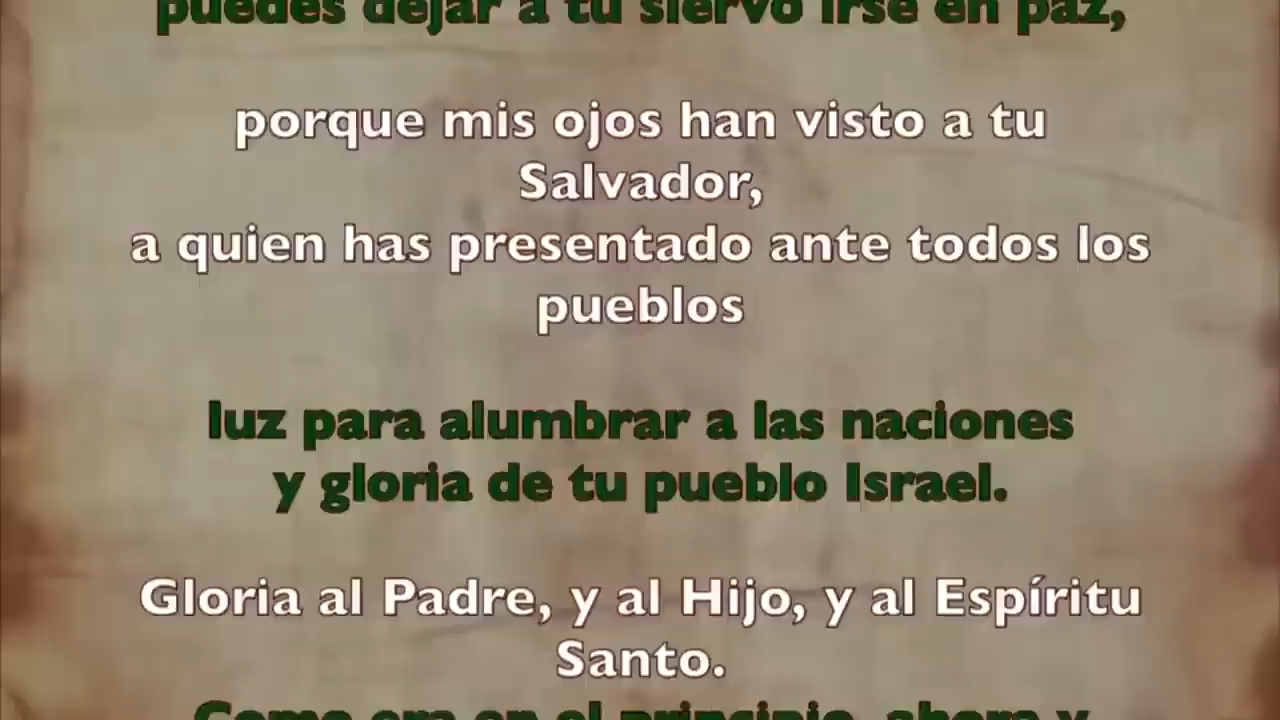 puedes dejar a tu siervo irse en paz,
porque mis ojos han visto a tu
Salvador,
a quien has presentado ante todos los
pueblos
luz para alumbrar a las naciones
y gloria de tu pueblo Israel.
Gloria al Padre, y al Hijo, y al Espíritu
Santo.
Como era en el principio, ahora y